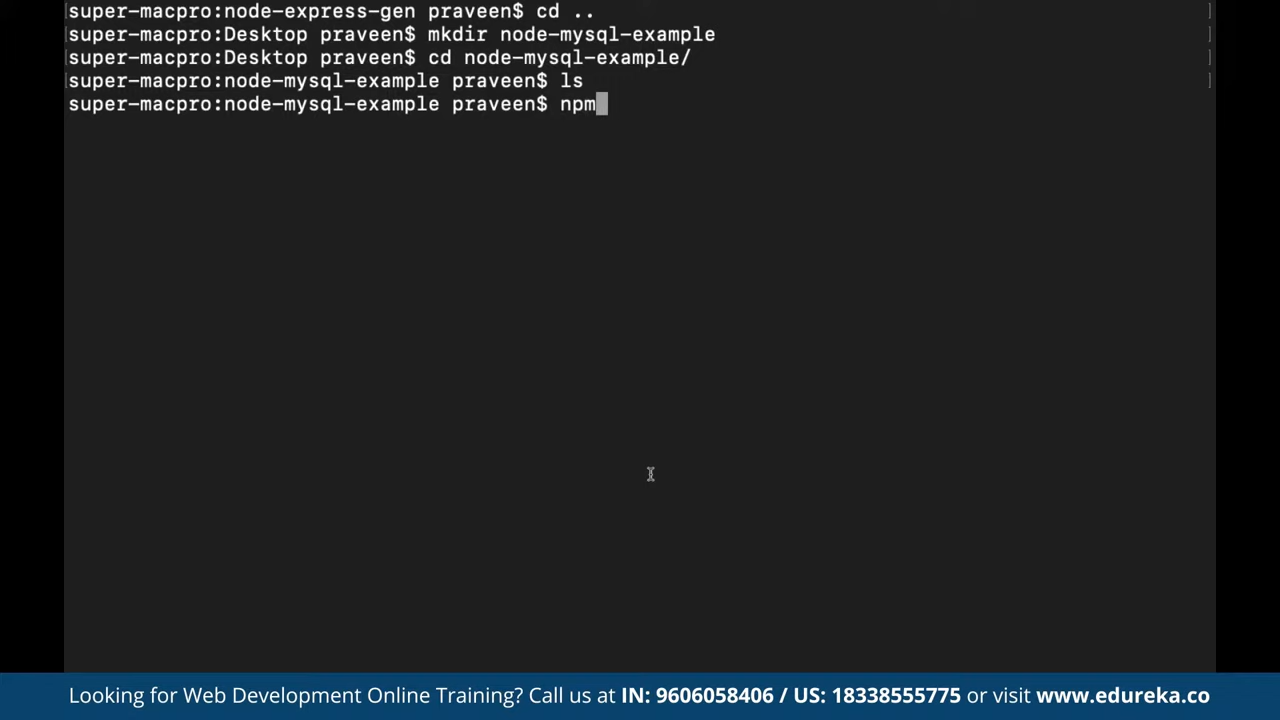 super-macpro:node-express-gen praveen$ cd ..
super-macpro:Desktop praveen$ mkdir node-mysql-example
super-macpro:Desktop praveen$ cd node-mysql-example/
super-macpro:node-mysql-example praveen$ ls
super-macpro:node-mysql-example praveen$ npm
Looking for Web Development Online Training? Call us at IN: 9606058406 / US: 18338555775 or visit www.edureka.co